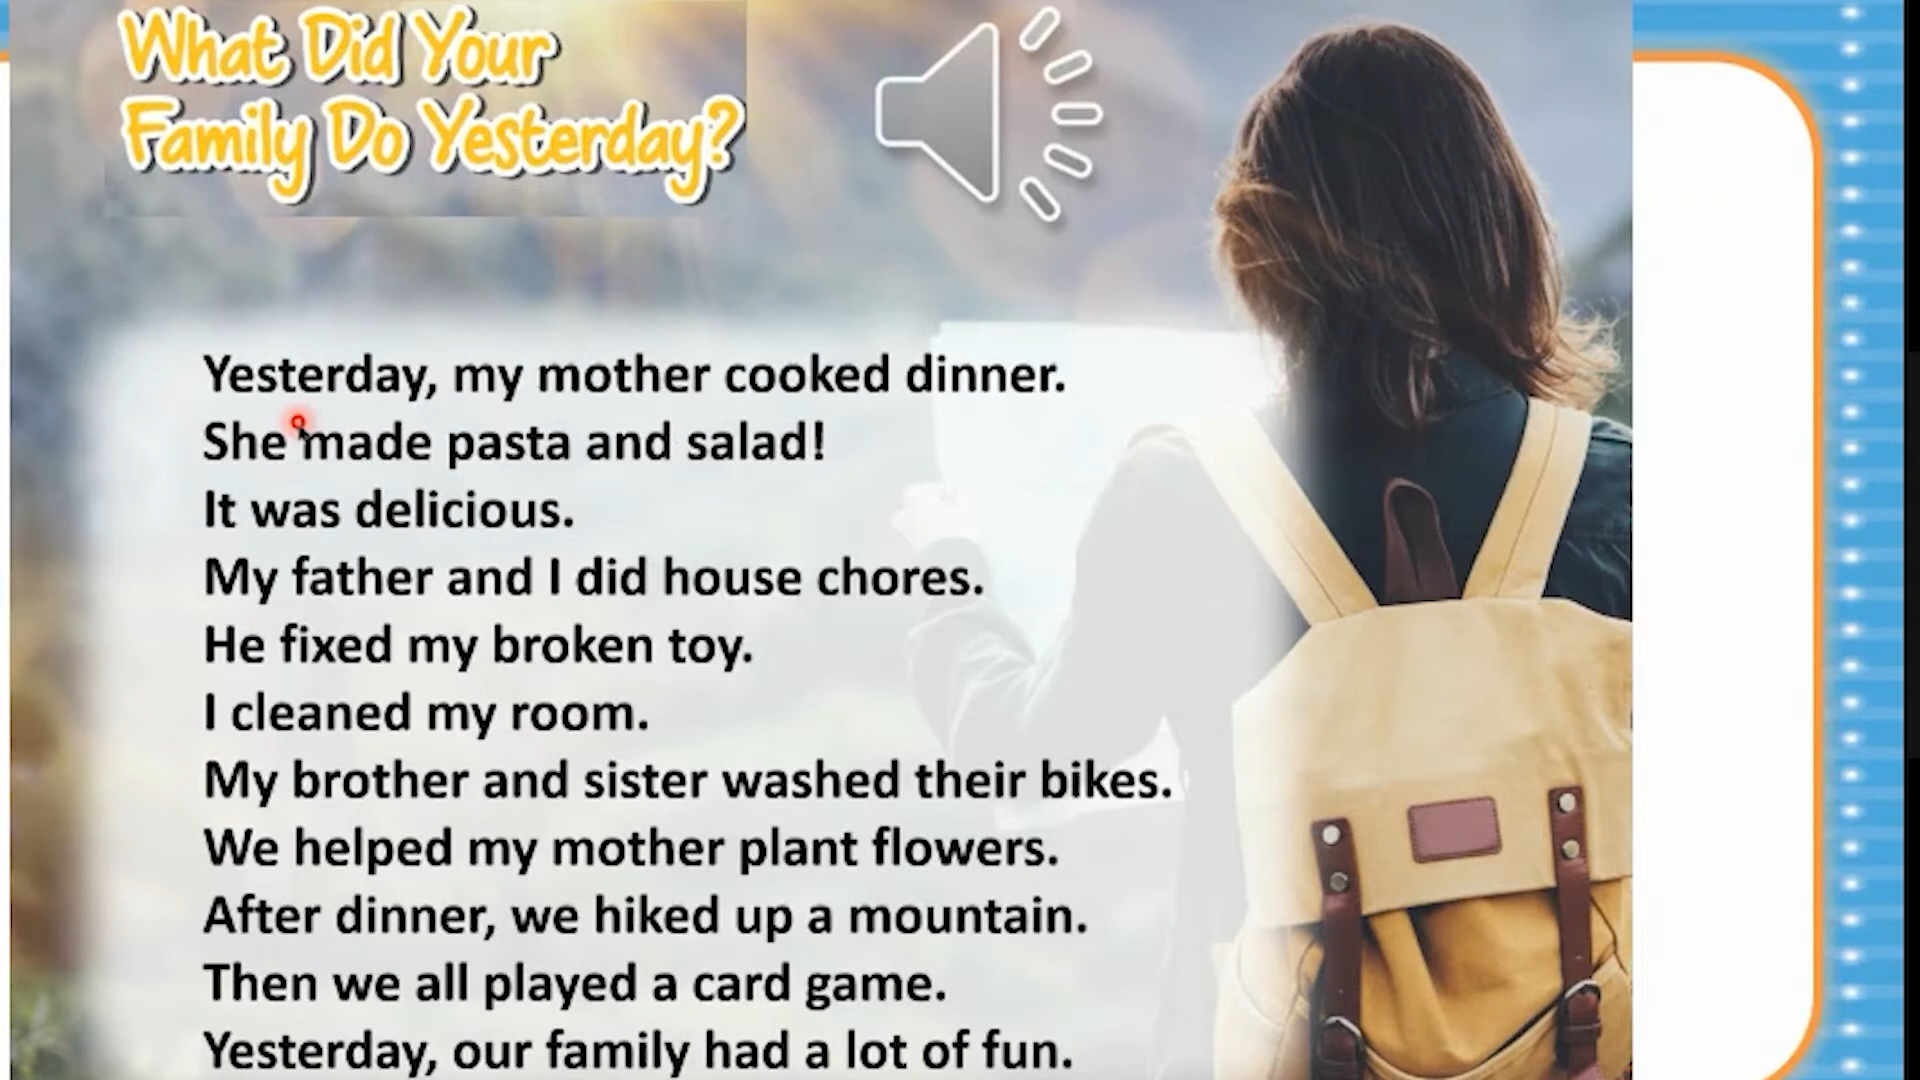 What Did Your
Family Do Yesterday?
Yesterday, my mother cooked dinner.
She made pasta and salad!
It was delicious.
My father and I did house chores.
He fixed my broken toy.
I cleaned my room.
My brother and sister washed their bikes.
We helped my mother plant flowers.
After dinner, we hiked up a mountain.
Then we all played a card game.
Yesterday, our family had a lot of fun.